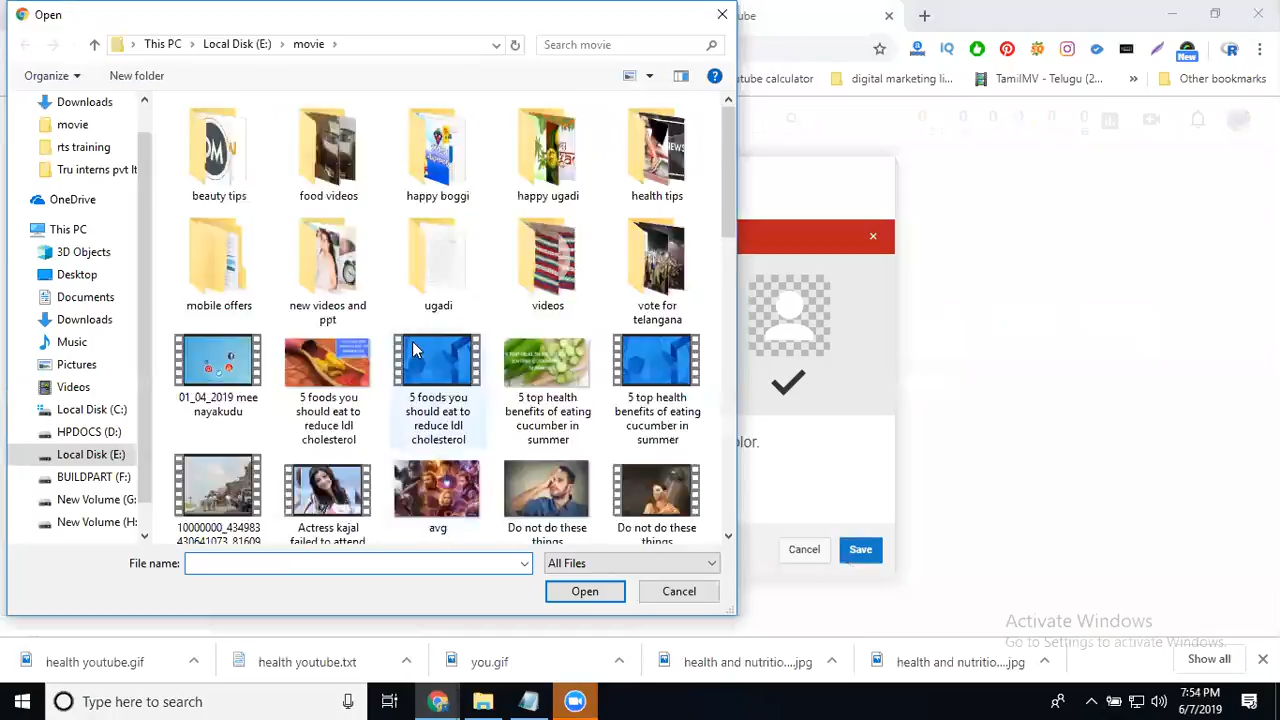 Open
This PC
Local Disk (E:)
movie
Search movie
Organize
New folder
Downloads
movie
rts training
Tru interns pvt lt
OneDrive
This PC
3D Objects
Desktop
Documents
Downloads
Music
Pictures
Videos
Local Disk (C:)
HPDOCS (D:)
Local Disk (E:)
BUILDPART (F:)
New Volume (G:
New Volume (H:
beauty tips
food videos
happy boggi
happy ugadi
health tips
mobile offers
new videos and
ppt
ugadi
videos
vote for
telangana
01_04_2019 mee
nayakudu
5 foods you
should eat to
reduce ldl
cholesterol
5 foods you
should eat to
reduce ldl
cholesterol
5 top health
benefits of eating
cucumber in
summer
5 top health
benefits of eating
cucumber in
summer
10000000_434983
430641073_81609
Actress kajal
failed to attend
avg
Do not do these
things
Do not do these
things
File name:
All Files
Open
Cancel
ube
New
utube calculator
digital marketing li...
TamilMV - Telugu (...
»
Other bookmarks
olor.
Cancel
Save
Activate Windows
Go to Settings to activate Windows.
health youtube.gif
health youtube.txt
you.gif
health and nutritio....jpg
health and nutritio....jpg
Show all
Type here to search
7:54 PM
6/7/2019